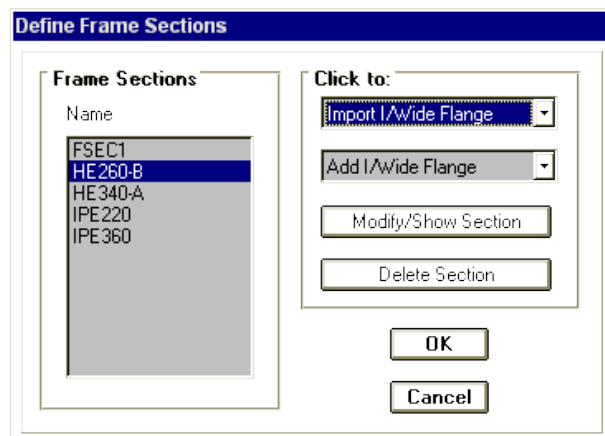 Define Frame Sections
Frame Sections
Name
FSEC1
HE260-B
HE340-A
IPE220
IPE360
Click to:
Import I/Wide Flange
Add I/Wide Flange
Modify/Show Section
Delete Section
OK
Cancel